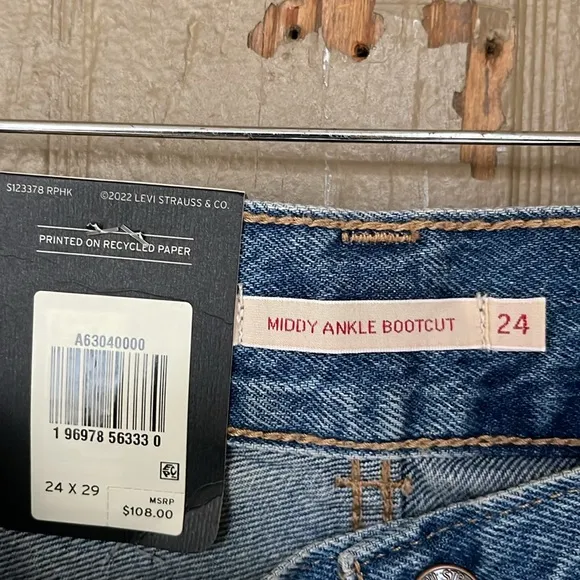 S123378 RPHK ©2022 LEVI STRAUSS & CO.
PRINTED ON RECYCLED PAPER
A63040000
1 96978 56333 0
24 X 29
MSRP
$108.00
MIDDY ANKLE BOOTCUT 24